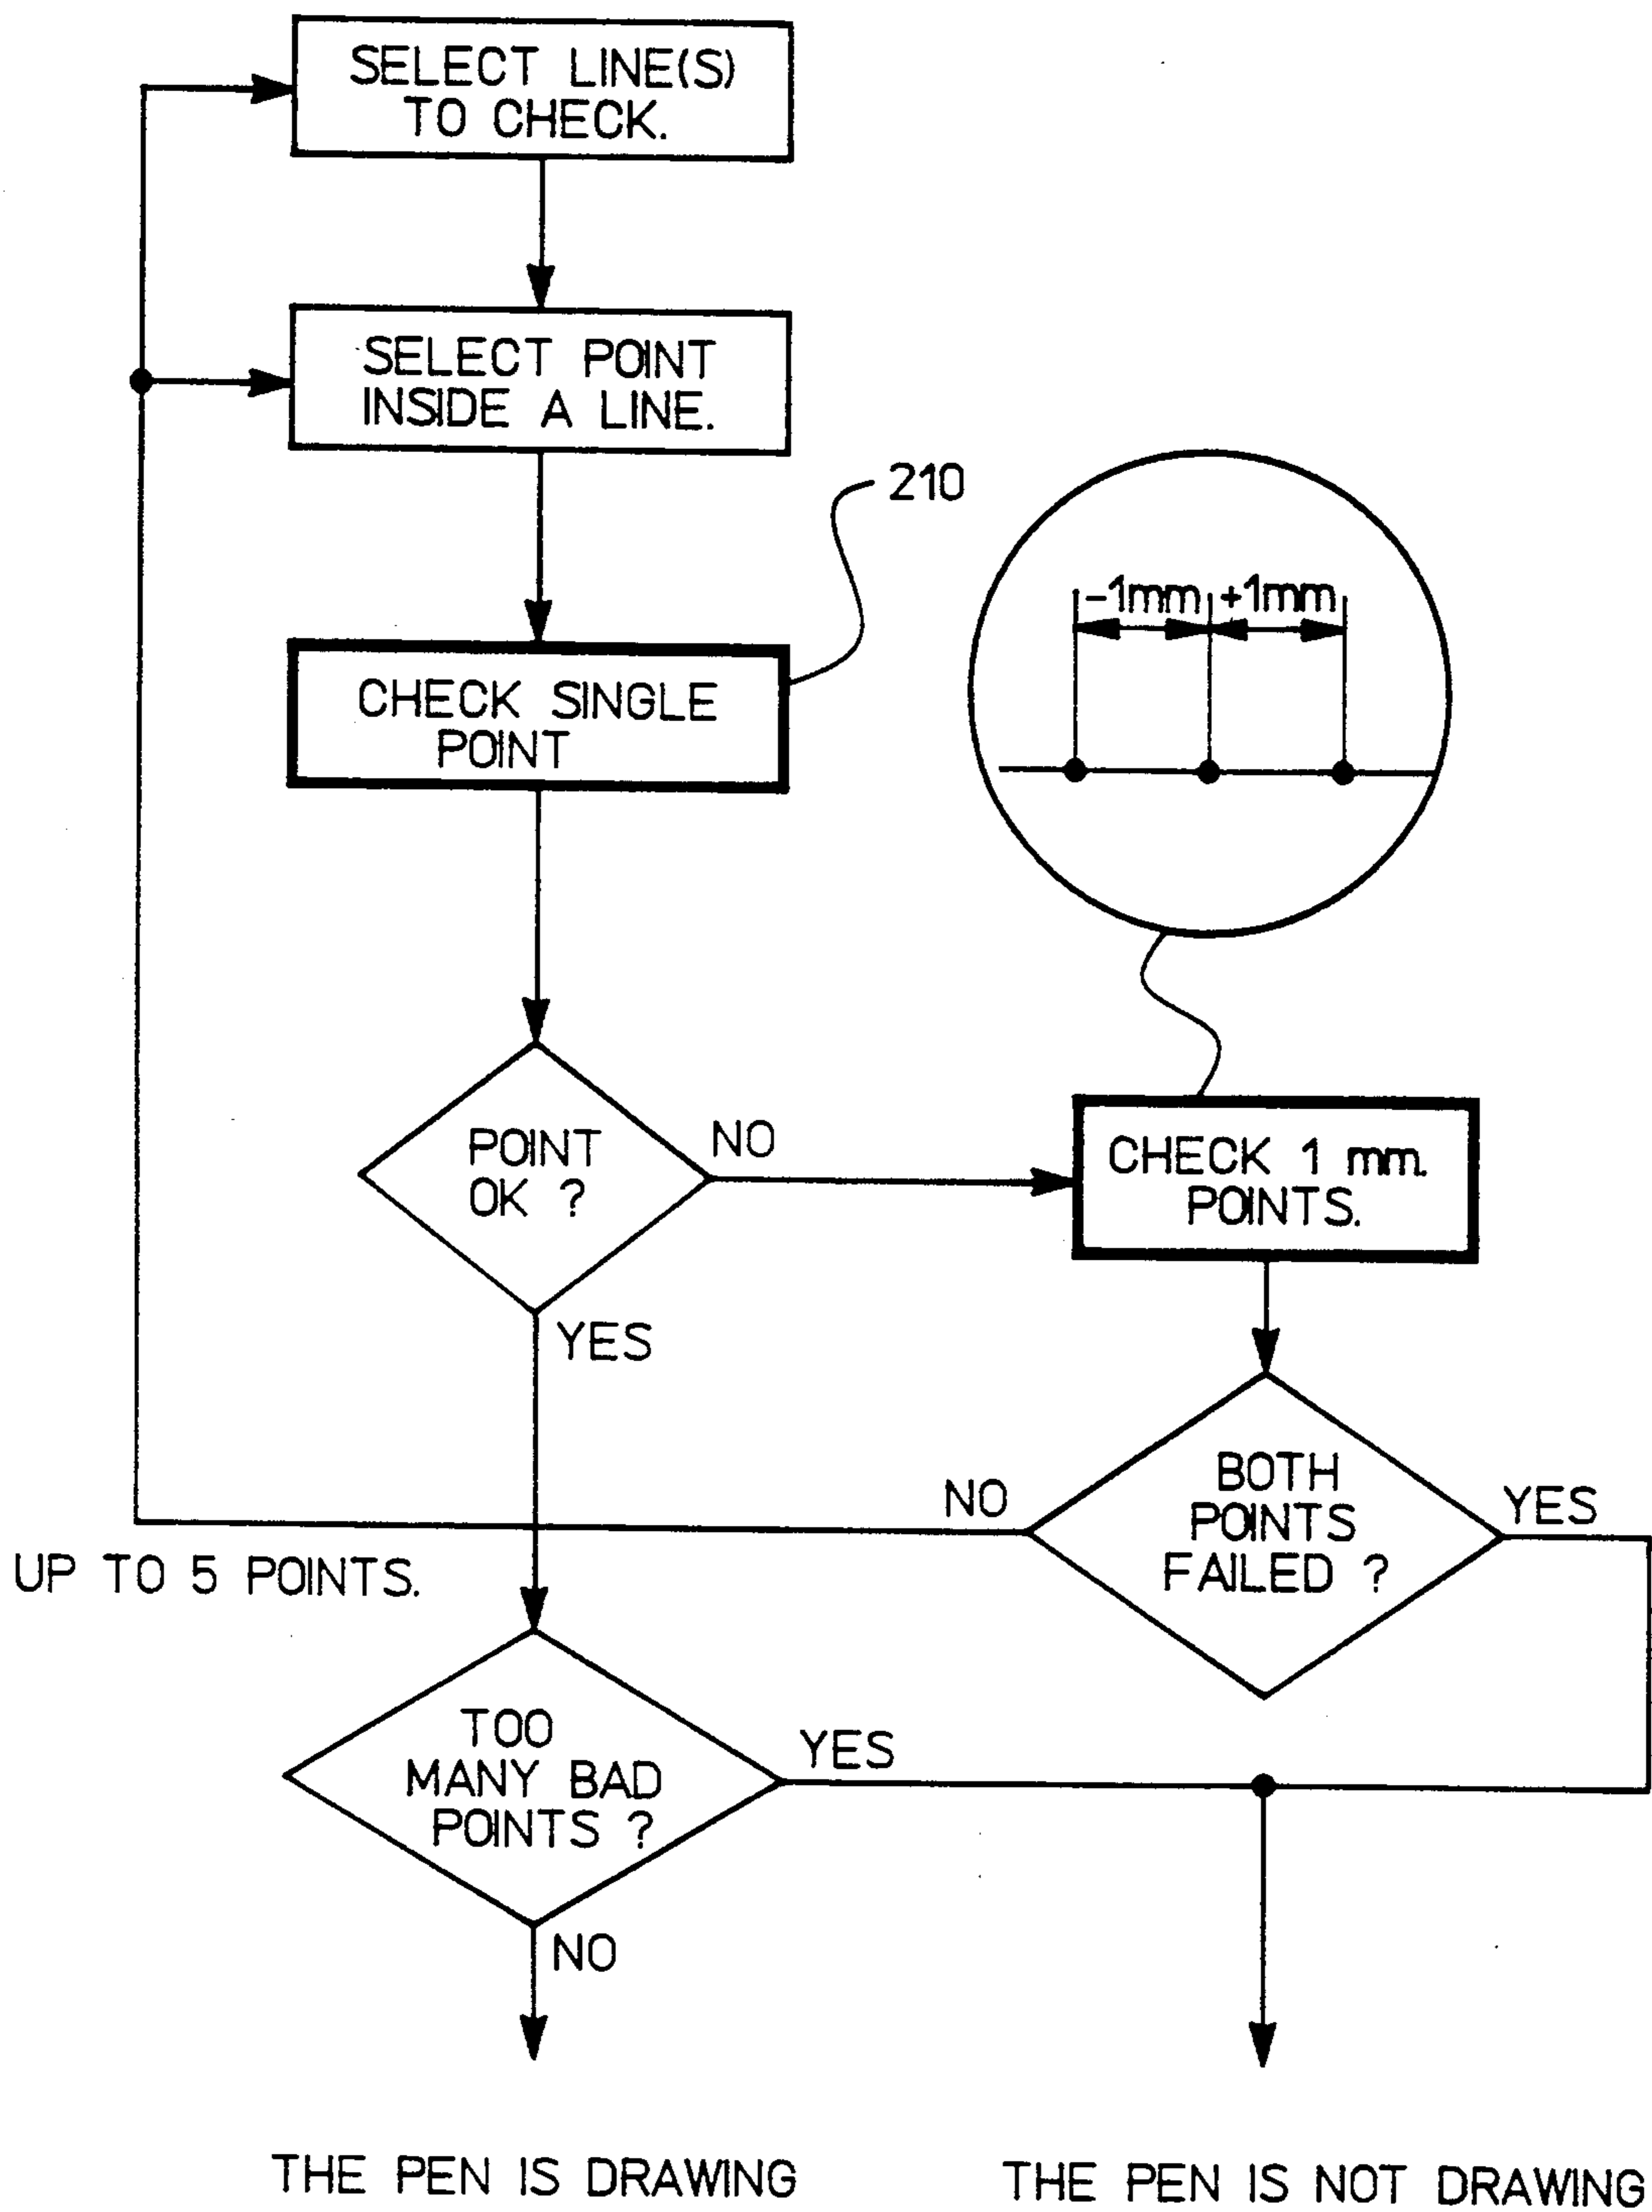 SELECT LINE(S)
TO CHECK.
SELECT POINT
INSIDE A LINE.
210
-1mm +1mm
CHECK SINGLE
POINT
POINT
OK ?
NO
CHECK 1 mm.
POINTS.
YES
BOTH
POINTS
FAILED ?
NO
YES
UP TO 5 POINTS.
TOO
MANY BAD
POINTS ?
YES
NO
THE PEN IS DRAWING
THE PEN IS NOT DRAWING